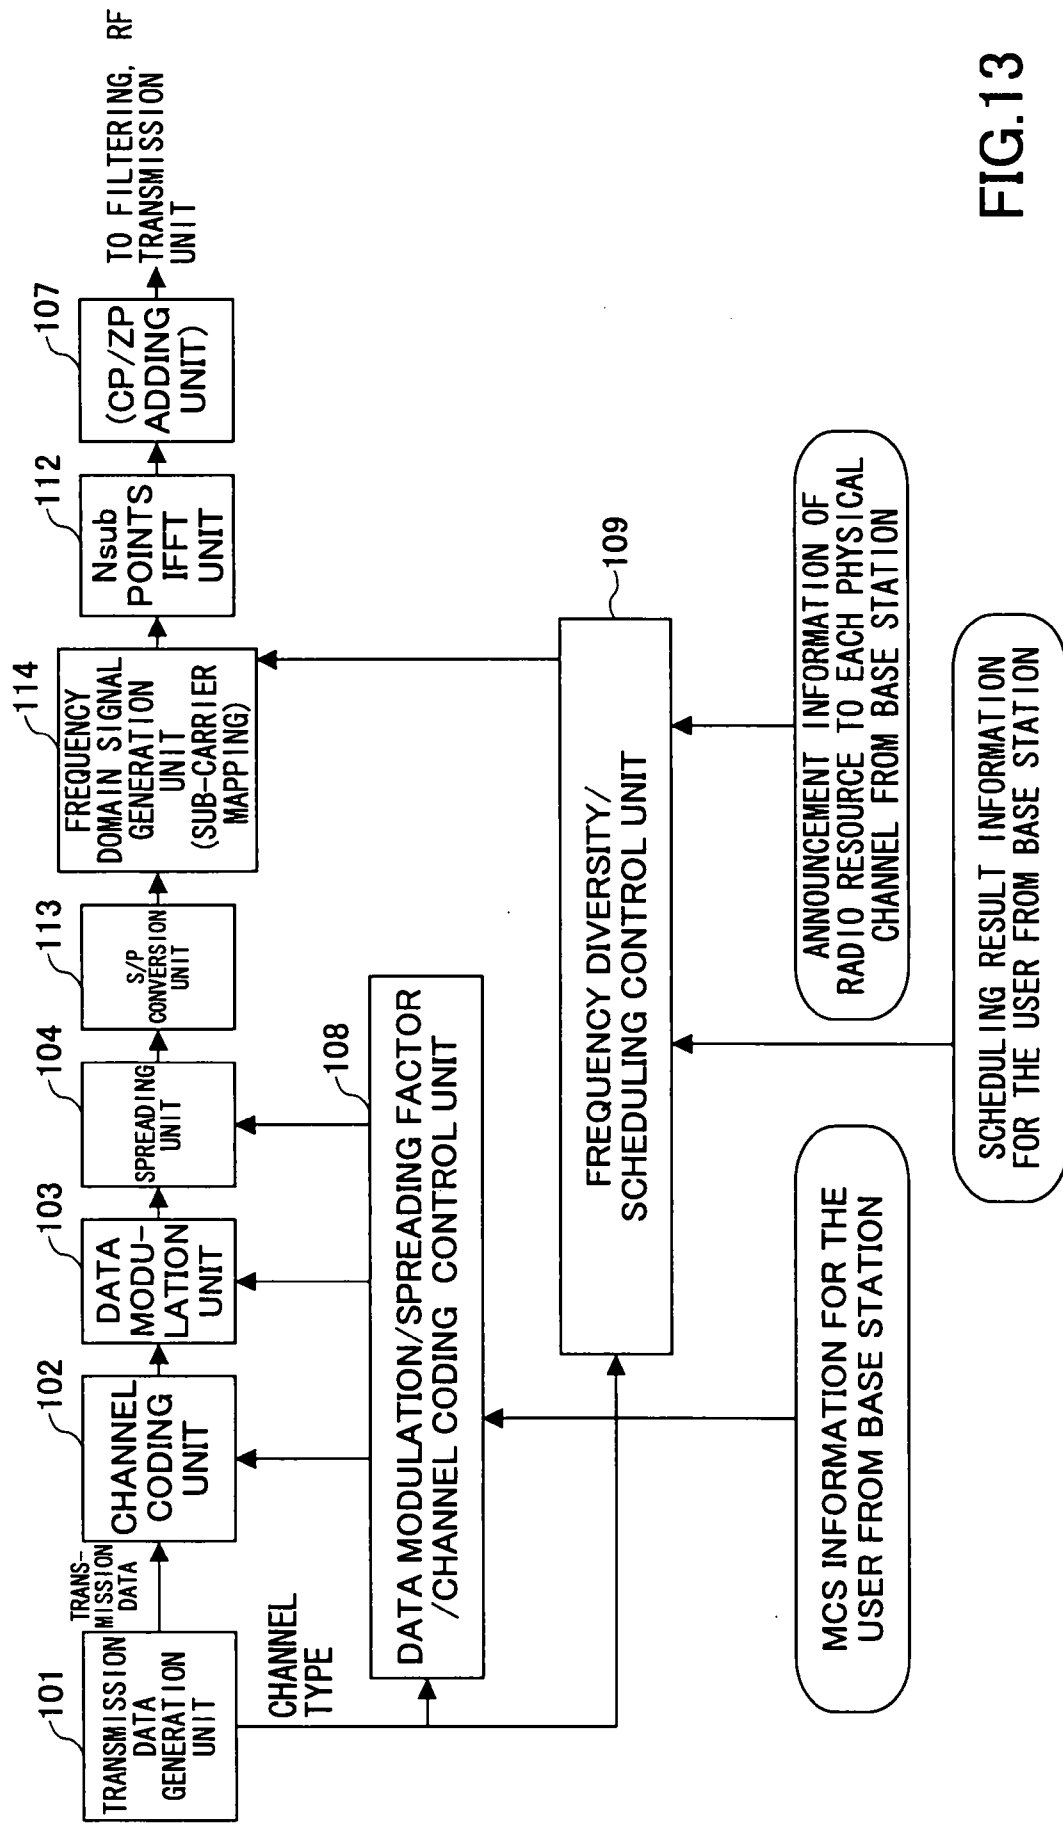 101
TRANSMISSION
DATA
GENERATION
UNIT
TRANS-
MISSION
DATA
102
CHANNEL
CODING
UNIT
103
DATA
MODU-
LATION
UNIT
104
SPREADING
UNIT
113
S/P
CONVERSION
UNIT
114
FREQUENCY
DOMAIN SIGNAL
GENERATION
UNIT
(SUB-CARRIER
MAPPING)
112
Nsub
POINTS
IFFT
UNIT
107
(CP/ZP
ADDING
UNIT)
TO FILTERING, RF
TRANSMISSION
UNIT
CHANNEL
TYPE
108
DATA MODULATION/SPREADING FACTOR
/CHANNEL CODING CONTROL UNIT
109
FREQUENCY DIVERSITY/
SCHEDULING CONTROL UNIT
MCS INFORMATION FOR THE
USER FROM BASE STATION
ANNOUNCEMENT INFORMATION OF
RADIO RESOURCE TO EACH PHYSICAL
CHANNEL FROM BASE STATION
SCHEDULING RESULT INFORMATION
FOR THE USER FROM BASE STATION
FIG.13